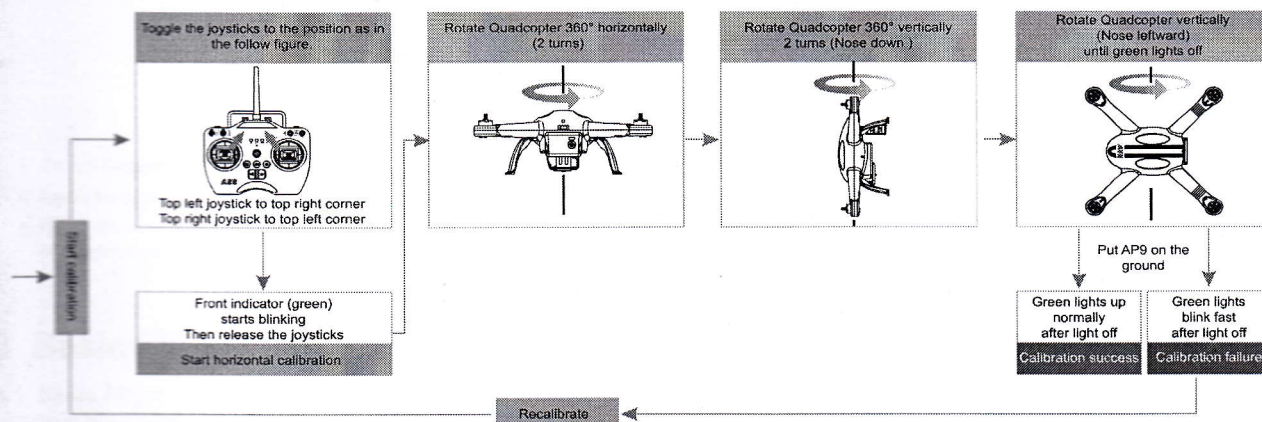 Toggle the joysticks to the position as in
the follow figure.
Top left joystick to top right corner
Top right joystick to top left corner
Start calibration
Front indicator (green)
starts blinking
Then release the joysticks
Start horizontal calibration
Rotate Quadcopter 360° horizontally
(2 turns)
Rotate Quadcopter 360° vertically
2 turns (Nose down )
Rotate Quadcopter vertically
(Nose leftward)
until green lights off
Put AP9 on the
ground
Green lights up
normally
after light off
Calibration success
Green lights
blink fast
after light off
Calibration failure
Recalibrate